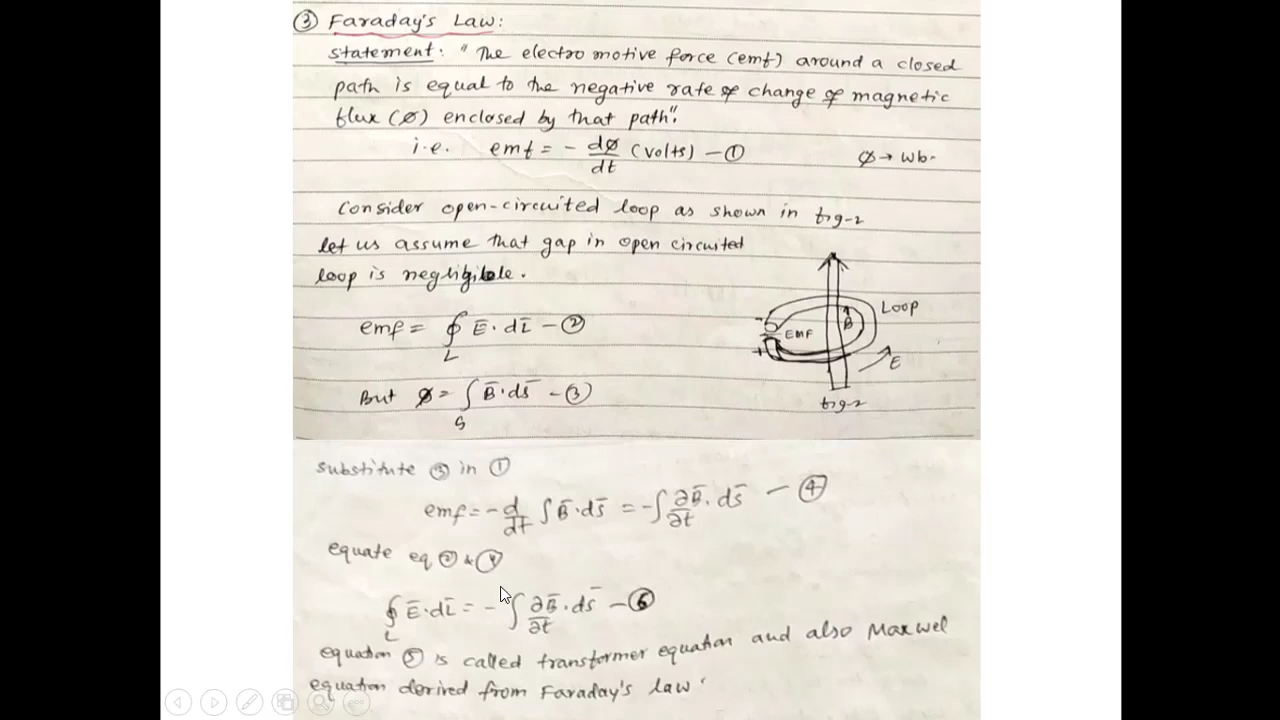 ③ Faraday's Law:
Statement: "The electro motive force (emf) around a closed
path is equal to the negative rate of change of magnetic
flux (Ø) enclosed by that path".
i.e. emf = - dØ/dt (volts) - ①  Ø → wb.
Consider open-circuited loop as shown in fig-2
let us assume that gap in open circuited
loop is negligible.
emf = ∮_L E̅ . dL̅ - ②
But Ø = ∫_S B̅ . ds̅ - ③
-
EMF
+
B
Loop
E
fig-2
substitute ③ in ①
emf = - d/dt ∫ B̅ . ds̅ = - ∫ ∂B̅/∂t . ds̅ - ④
equate eq ② & ④
∮_L E̅ . dL̅ = - ∫ ∂B̅/∂t . ds̅ - ⑤
equation ⑤ is called transformer equation and also Maxwel
equation derived from Faraday's law.